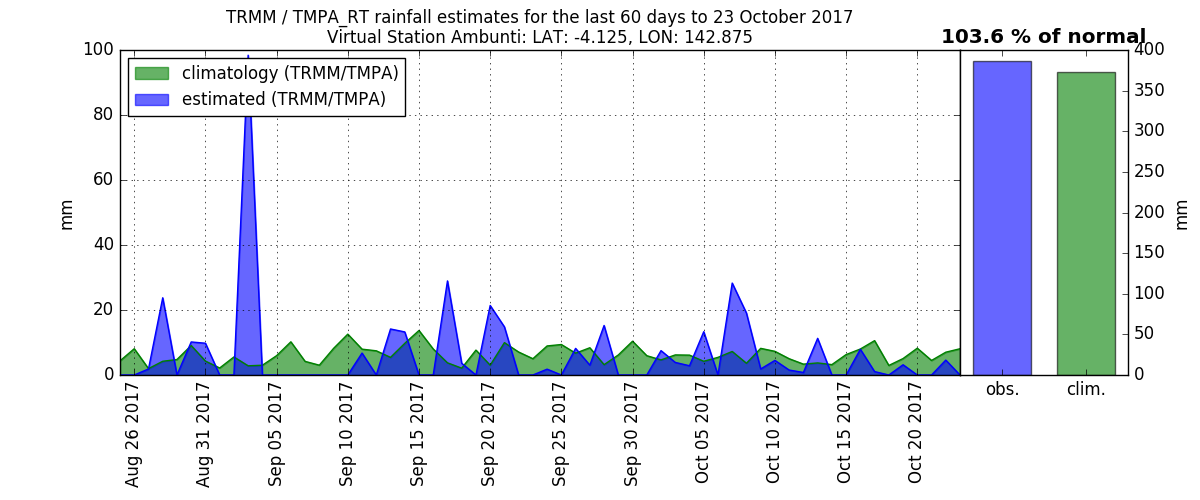 TRMM / TMPA_RT rainfall estimates for the last 60 days to 23 October 2017
Virtual Station Ambunti: LAT: -4.125, LON: 142.875
103.6 % of normal
climatology (TRMM/TMPA)
estimated (TRMM/TMPA)
100
80
60
40
20
0
mm
400
350
300
250
200
150
100
50
0
mm
Aug 26 2017
Aug 31 2017
Sep 05 2017
Sep 10 2017
Sep 15 2017
Sep 20 2017
Sep 25 2017
Sep 30 2017
Oct 05 2017
Oct 10 2017
Oct 15 2017
Oct 20 2017
obs.
clim.